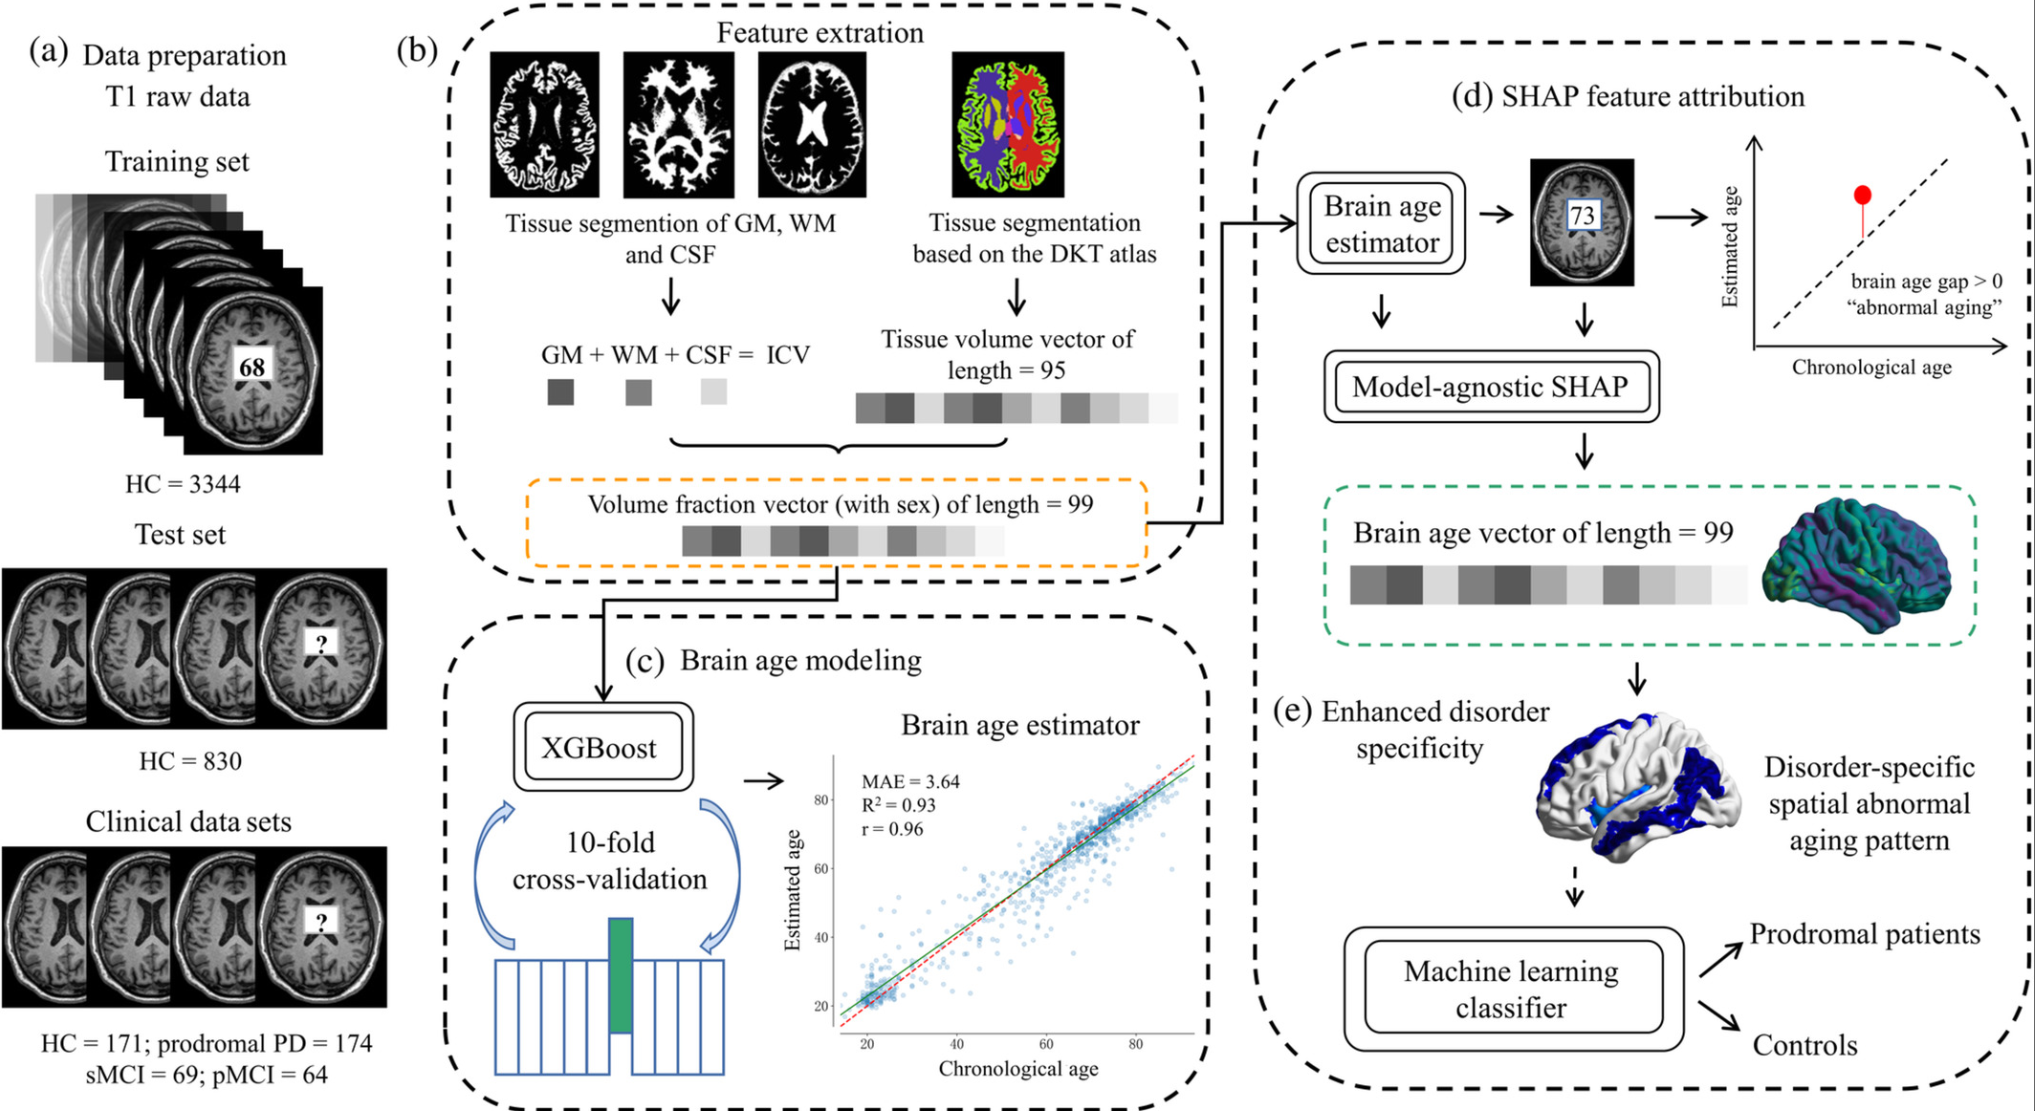 (a) Data preparation
T1 raw data
Training set
68
HC = 3344
Test set
?
HC = 830
Clinical data sets
?
HC = 171; prodromal PD = 174
sMCI = 69; pMCI = 64
(b)
Feature extration
Tissue segmention of GM, WM
and CSF
Tissue segmentation
based on the DKT atlas
GM + WM + CSF = ICV
Tissue volume vector of
length = 95
Volume fraction vector (with sex) of length = 99
(c) Brain age modeling
XGBoost
10-fold
cross-validation
Brain age estimator
MAE = 3.64
R² = 0.93
r = 0.96
Estimated age
80
60
40
20
20 40 60 80
Chronological age
(d) SHAP feature attribution
Brain age
estimator
73
Estimated age
brain age gap > 0
“abnormal aging”
Chronological age
Model-agnostic SHAP
Brain age vector of length = 99
(e) Enhanced disorder
specificity
Disorder-specific
spatial abnormal
aging pattern
Machine learning
classifier
Prodromal patients
Controls